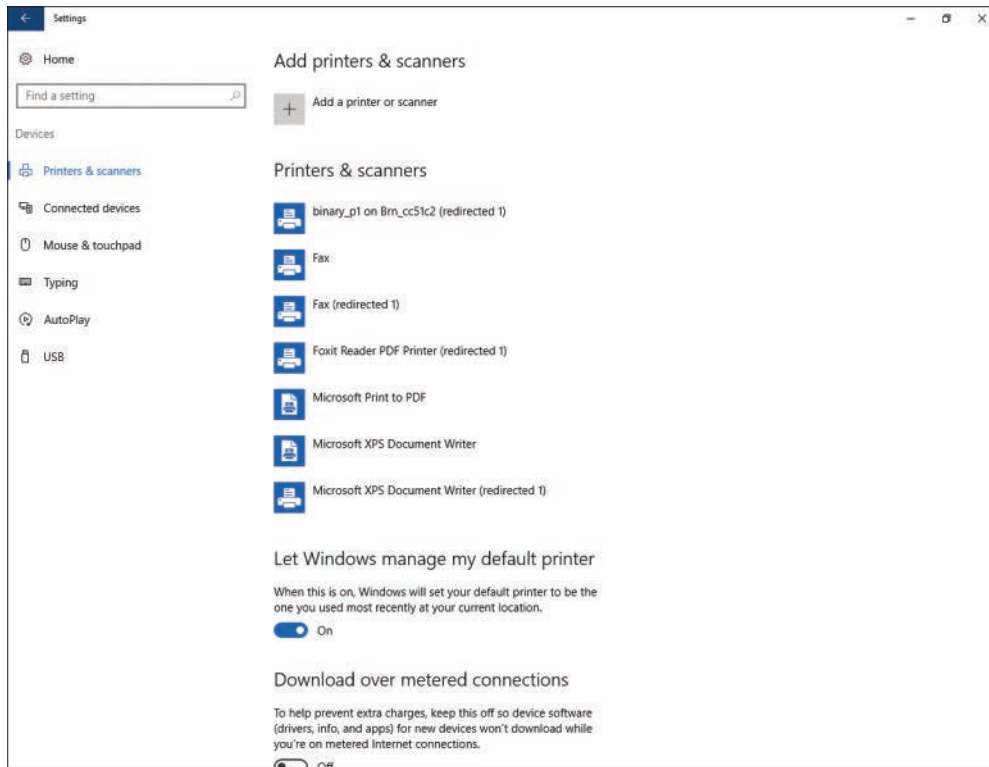 Settings
Home
Find a setting
Devices
Printers & scanners
Connected devices
Mouse & touchpad
Typing
AutoPlay
USB
Add printers & scanners
Add a printer or scanner
Printers & scanners
binary_p1 on Brn_cc51c2 (redirected 1)
Fax
Fax (redirected 1)
Foxit Reader PDF Printer (redirected 1)
Microsoft Print to PDF
Microsoft XPS Document Writer
Microsoft XPS Document Writer (redirected 1)
Let Windows manage my default printer
When this is on, Windows will set your default printer to be the
one you used most recently at your current location.
On
Download over metered connections
To help prevent extra charges, keep this off so device software
(drivers, info, and apps) for new devices won't download while
you're on metered Internet connections.
Off